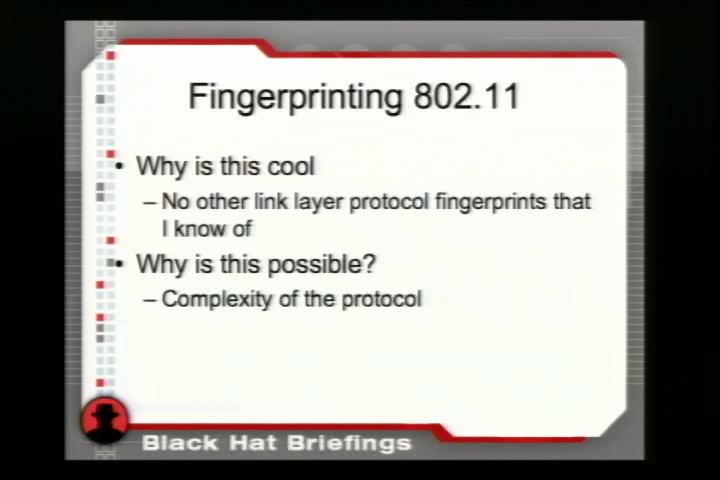 Fingerprinting 802.11
• Why is this cool
– No other link layer protocol fingerprints that
I know of
• Why is this possible?
– Complexity of the protocol
Black Hat Briefings